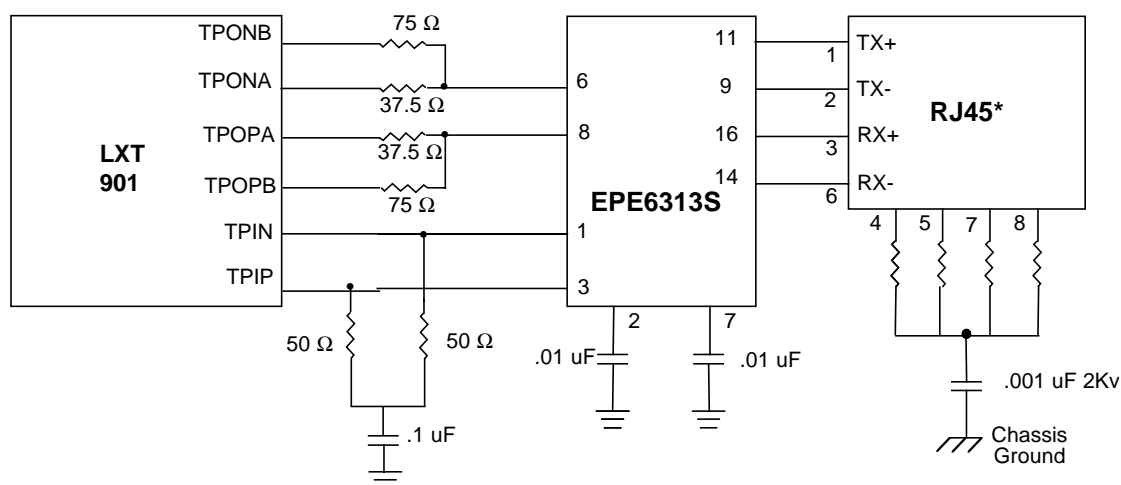 75 Ω
TPONB
TPONA
37.5 Ω
TPOPA
37.5 Ω
TPOPB
75 Ω
TPIN
TPIP
LXT
901
50 Ω
50 Ω
.1 uF
6
8
1
3
EPE6313S
11
9
16
14
2
7
.01 uF
.01 uF
1
2
3
6
TX+
TX-
RX+
RX-
RJ45*
4
5
7
8
.001 uF 2Kv
Chassis
Ground